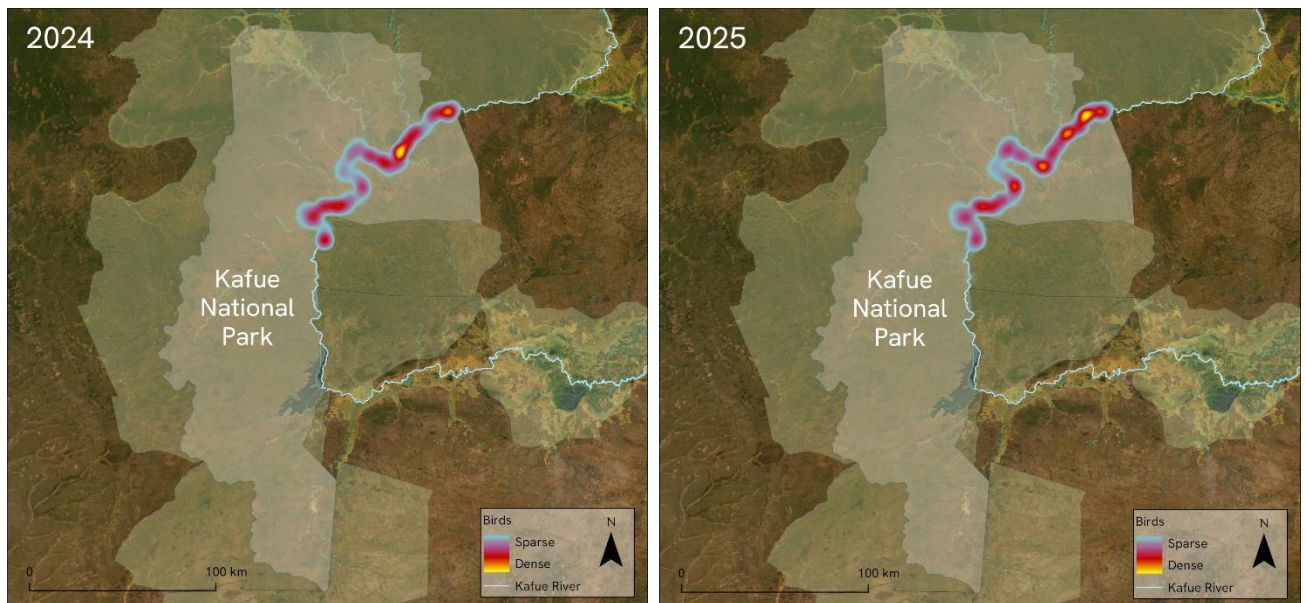 2024
Kafue
National
Park
Birds
Sparse
Dense
Kafue River
N
0
100 km
2025
Kafue
National
Park
Birds
Sparse
Dense
Kafue River
N
0
100 km